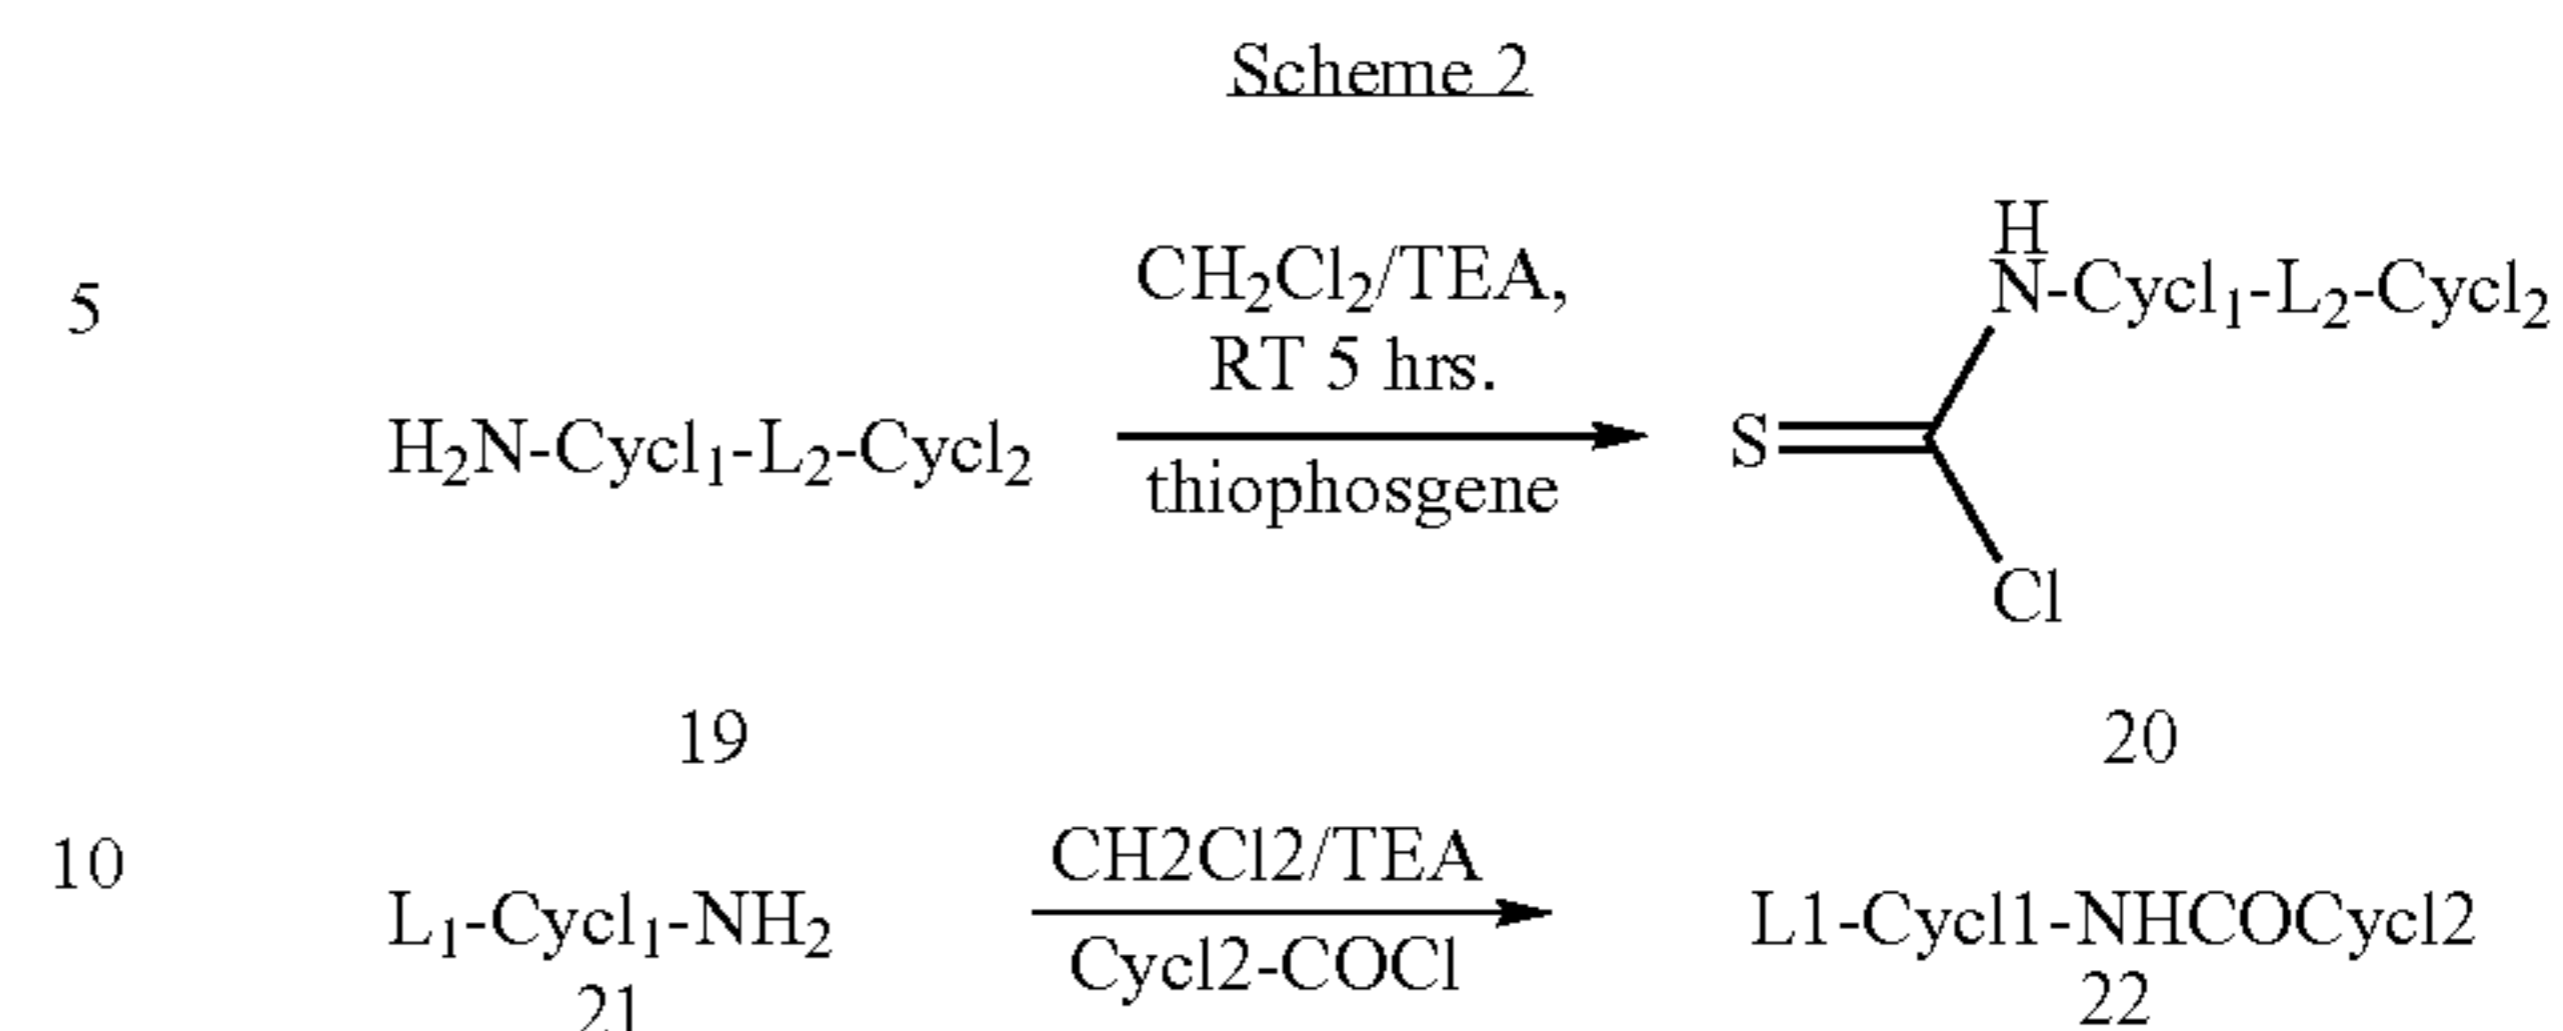 Scheme 2
5
H₂N-Cycl₁-L₂-Cycl₂
CH₂Cl₂/TEA,
RT 5 hrs.
thiophosgene
H
N-Cycl₁-L₂-Cycl₂
S
Cl
19
20
10
L₁-Cycl₁-NH₂
21
CH2Cl2/TEA
Cycl2-COCl
L1-Cycl1-NHCOCycl2
22